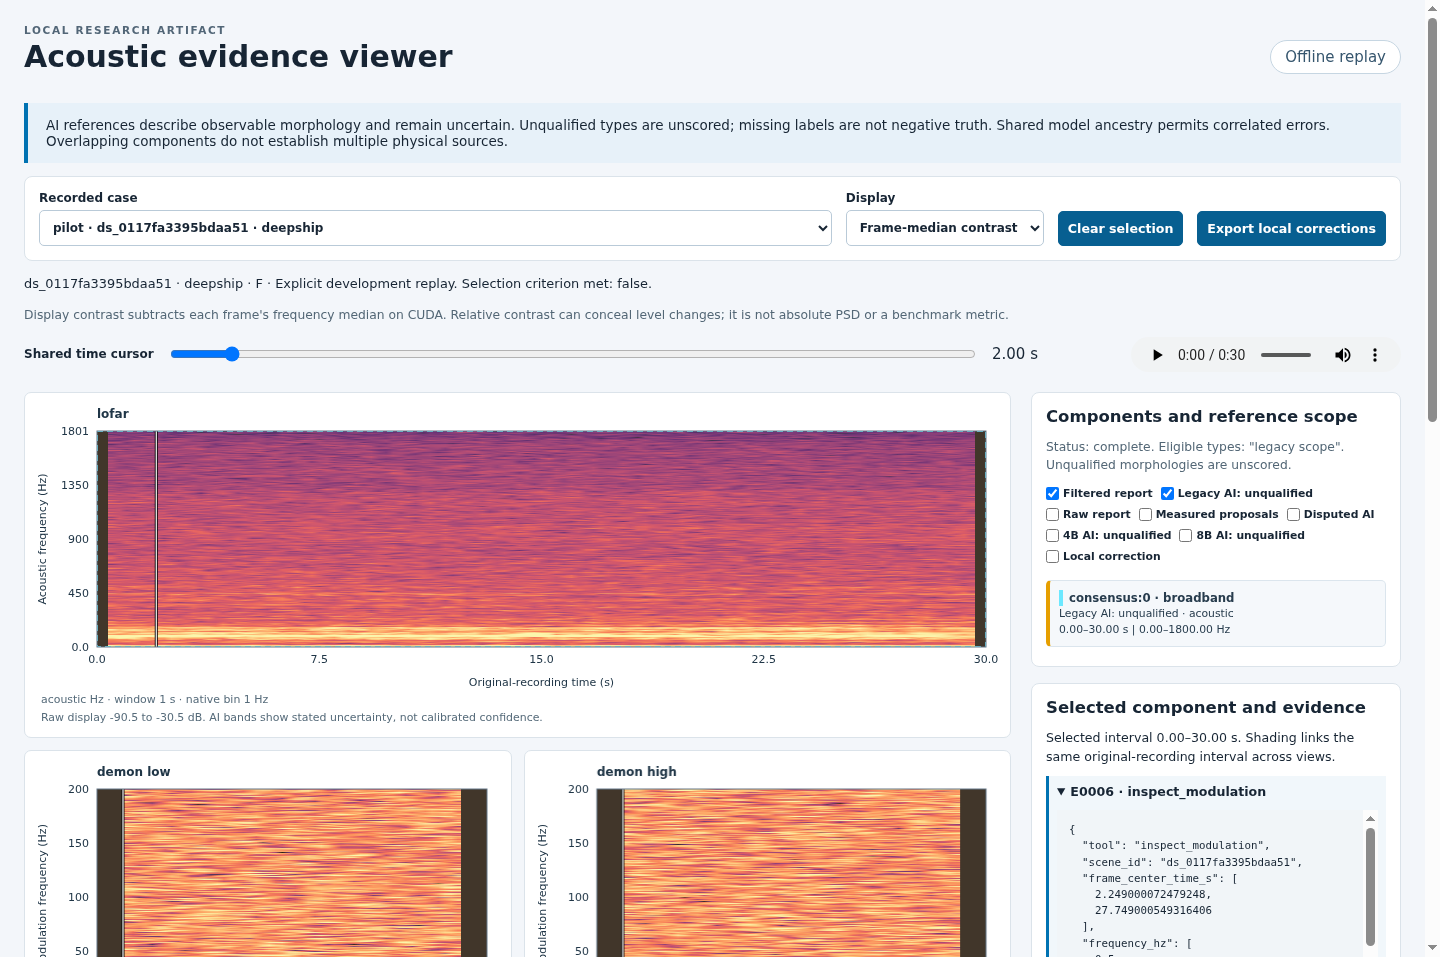 LOCAL RESEARCH ARTIFACT
Acoustic evidence viewer
Offline replay
AI references describe observable morphology and remain uncertain. Unqualified types are unscored; missing labels are not negative truth. Shared model ancestry permits correlated errors.
Overlapping components do not establish multiple physical sources.
Recorded case
Display
pilot · ds_0117fa3395bdaa51 · deepship
Frame-median contrast
Clear selection
Export local corrections
ds_0117fa3395bdaa51 · deepship · F · Explicit development replay. Selection criterion met: false.
Display contrast subtracts each frame's frequency median on CUDA. Relative contrast can conceal level changes; it is not absolute PSD or a benchmark metric.
Shared time cursor
2.00 s
0:00 / 0:30
lofar
1801
1350
900
450
0.0
Acoustic frequency (Hz)
0.0
7.5
15.0
22.5
30.0
Original-recording time (s)
acoustic Hz · window 1 s · native bin 1 Hz
Raw display -90.5 to -30.5 dB. AI bands show stated uncertainty, not calibrated confidence.
demon low
200
150
100
50
odulation frequency (Hz)
demon high
200
150
100
50
odulation frequency (Hz)
Components and reference scope
Status: complete. Eligible types: "legacy scope".
Unqualified morphologies are unscored.
Filtered report
Legacy AI: unqualified
Raw report
Measured proposals
Disputed AI
4B AI: unqualified
8B AI: unqualified
Local correction
consensus:0 · broadband
Legacy AI: unqualified · acoustic
0.00–30.00 s | 0.00–1800.00 Hz
Selected component and evidence
Selected interval 0.00–30.00 s. Shading links the
same original-recording interval across views.
▼ E0006 · inspect_modulation
{
"tool": "inspect_modulation",
"scene_id": "ds_0117fa3395bdaa51",
"frame_center_time_s": [
2.249000072479248,
27.749000549316406
],
"frequency_hz": [